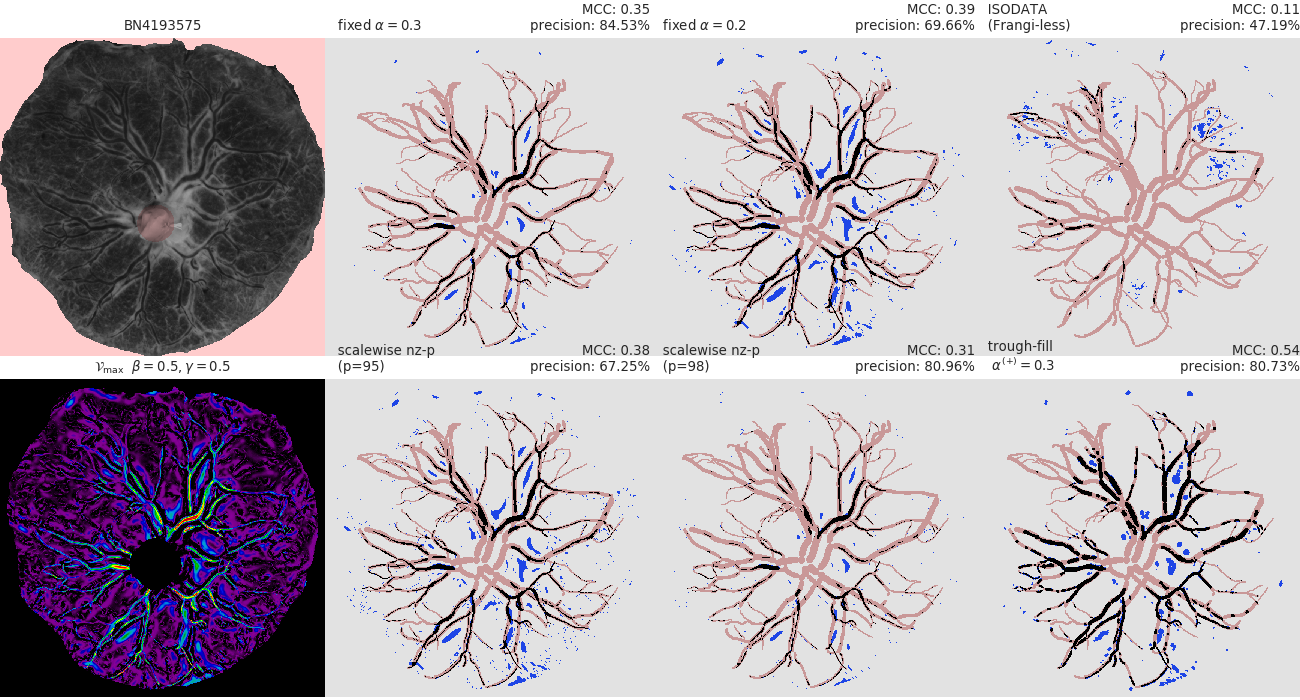 BN4193575
MCC: 0.35
fixed α = 0.3 precision: 84.53%
MCC: 0.39
fixed α = 0.2 precision: 69.66%
ISODATA MCC: 0.11
(Frangi-less) precision: 47.19%
𝒱max β = 0.5, γ = 0.5
scalewise nz-p MCC: 0.38
(p=95) precision: 67.25%
scalewise nz-p MCC: 0.31
(p=98) precision: 80.96%
trough-fill MCC: 0.54
α(+) = 0.3 precision: 80.73%